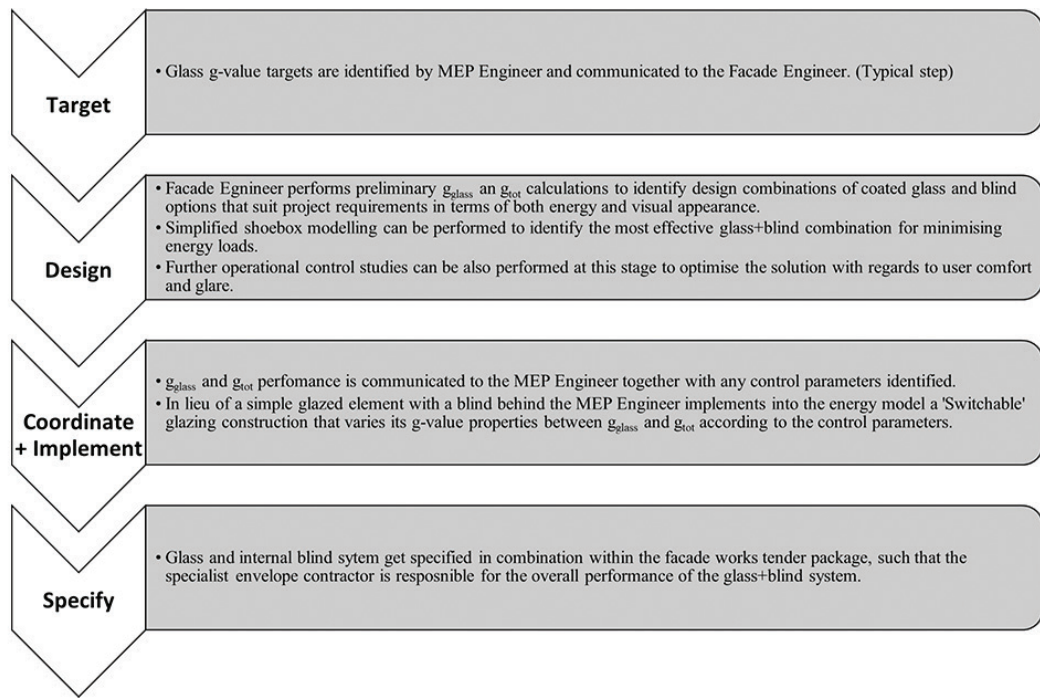 Target
• Glass g-value targets are identified by MEP Engineer and communicated to the Facade Engineer. (Typical step)
Design
• Facade Egnineer performs preliminary gglass an gtot calculations to identify design combinations of coated glass and blind
options that suit project requirements in terms of both energy and visual appearance.
• Simplified shoebox modelling can be performed to identify the most effective glass+blind combination for minimising
energy loads.
• Further operational control studies can be also performed at this stage to optimise the solution with regards to user comfort
and glare.
Coordinate
+ Implement
• gglass and gtot perfomance is communicated to the MEP Engineer together with any control parameters identified.
• In lieu of a simple glazed element with a blind behind the MEP Engineer implements into the energy model a 'Switchable'
glazing construction that varies its g-value properties between gglass and gtot according to the control parameters.
Specify
• Glass and internal blind sytem get specified in combination within the facade works tender package, such that the
specialist envelope contractor is resposnible for the overall performance of the glass+blind system.